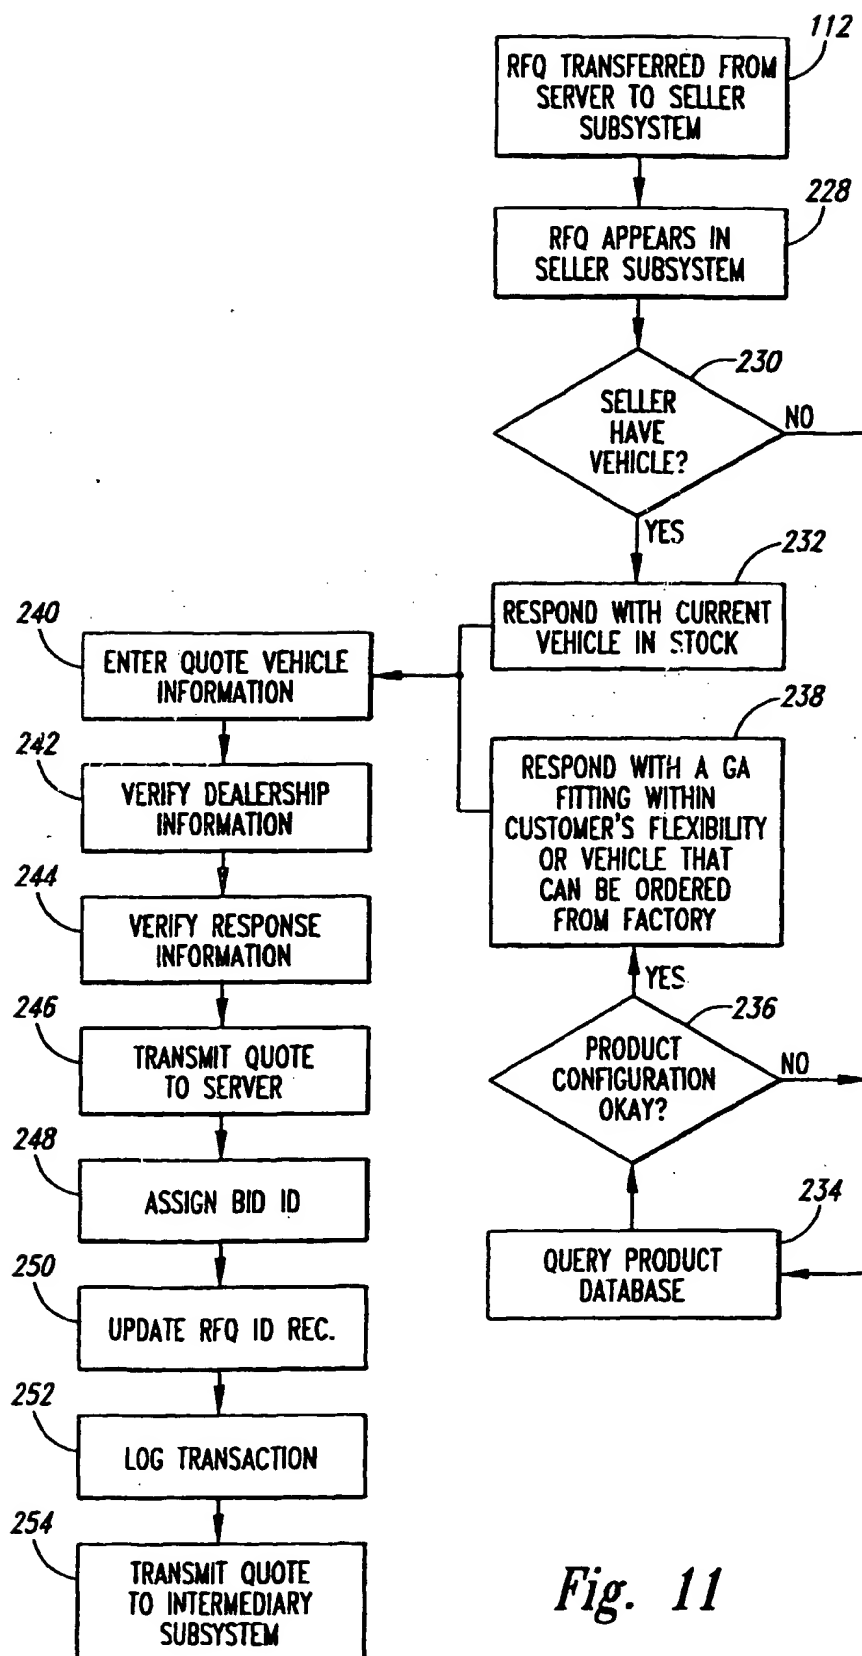 112
RFQ TRANSFERRED FROM
SERVER TO SELLER
SUBSYSTEM
228
RFQ APPEARS IN
SELLER SUBSYSTEM
230
SELLER
HAVE
VEHICLE?
NO
YES
232
RESPOND WITH CURRENT
VEHICLE IN STOCK
238
RESPOND WITH A GA
FITTING WITHIN
CUSTOMER'S FLEXIBILITY
OR VEHICLE THAT
CAN BE ORDERED
FROM FACTORY
YES
236
PRODUCT
CONFIGURATION
OKAY?
NO
234
QUERY PRODUCT
DATABASE
240
ENTER QUOTE VEHICLE
INFORMATION
242
VERIFY DEALERSHIP
INFORMATION
244
VERIFY RESPONSE
INFORMATION
246
TRANSMIT QUOTE
TO SERVER
248
ASSIGN BID ID
250
UPDATE RFQ ID REC.
252
LOG TRANSACTION
254
TRANSMIT QUOTE
TO INTERMEDIARY
SUBSYSTEM
Fig. 11